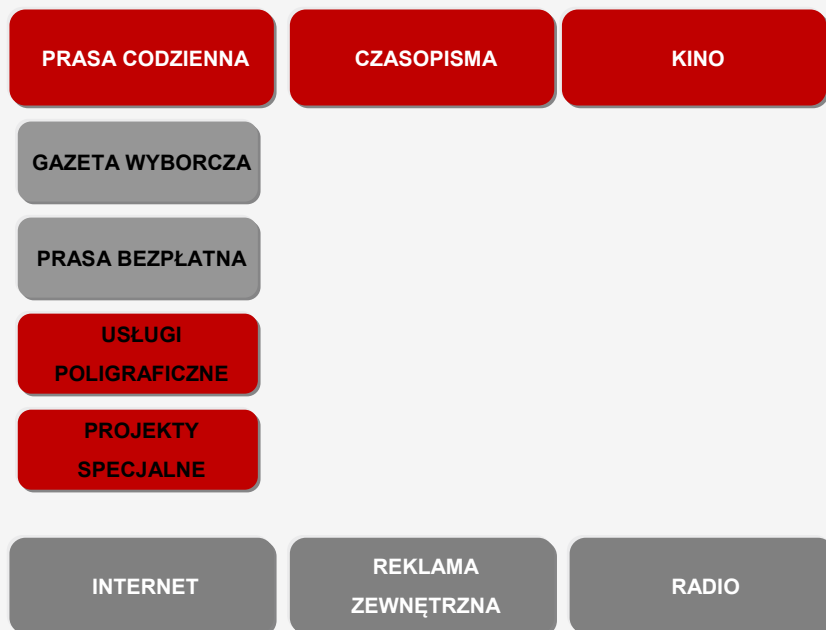 PRASA CODZIENNA
CZASOPISMA
KINO
GAZETA WYBORCZA
PRASA BEZPŁATNA
USŁUGI
POLIGRAFICZNE
PROJEKTY
SPECJALNE
INTERNET
REKLAMA
ZEWNĘTRZNA
RADIO